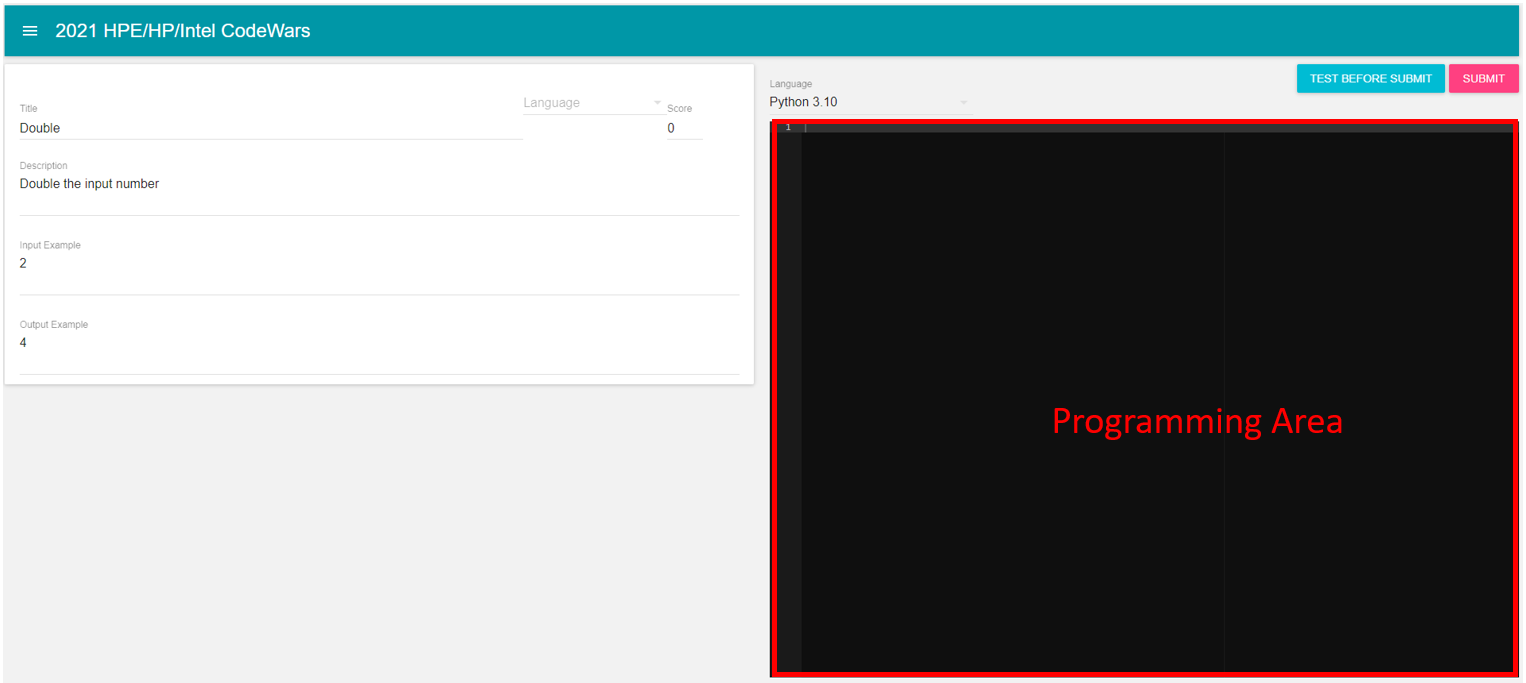 2021 HPE/HP/Intel CodeWars
Title
Double
Language
Score
0
Description
Double the input number
Input Example
2
Output Example
4
Language
Python 3.10
TEST BEFORE SUBMIT
SUBMIT
1
Programming Area